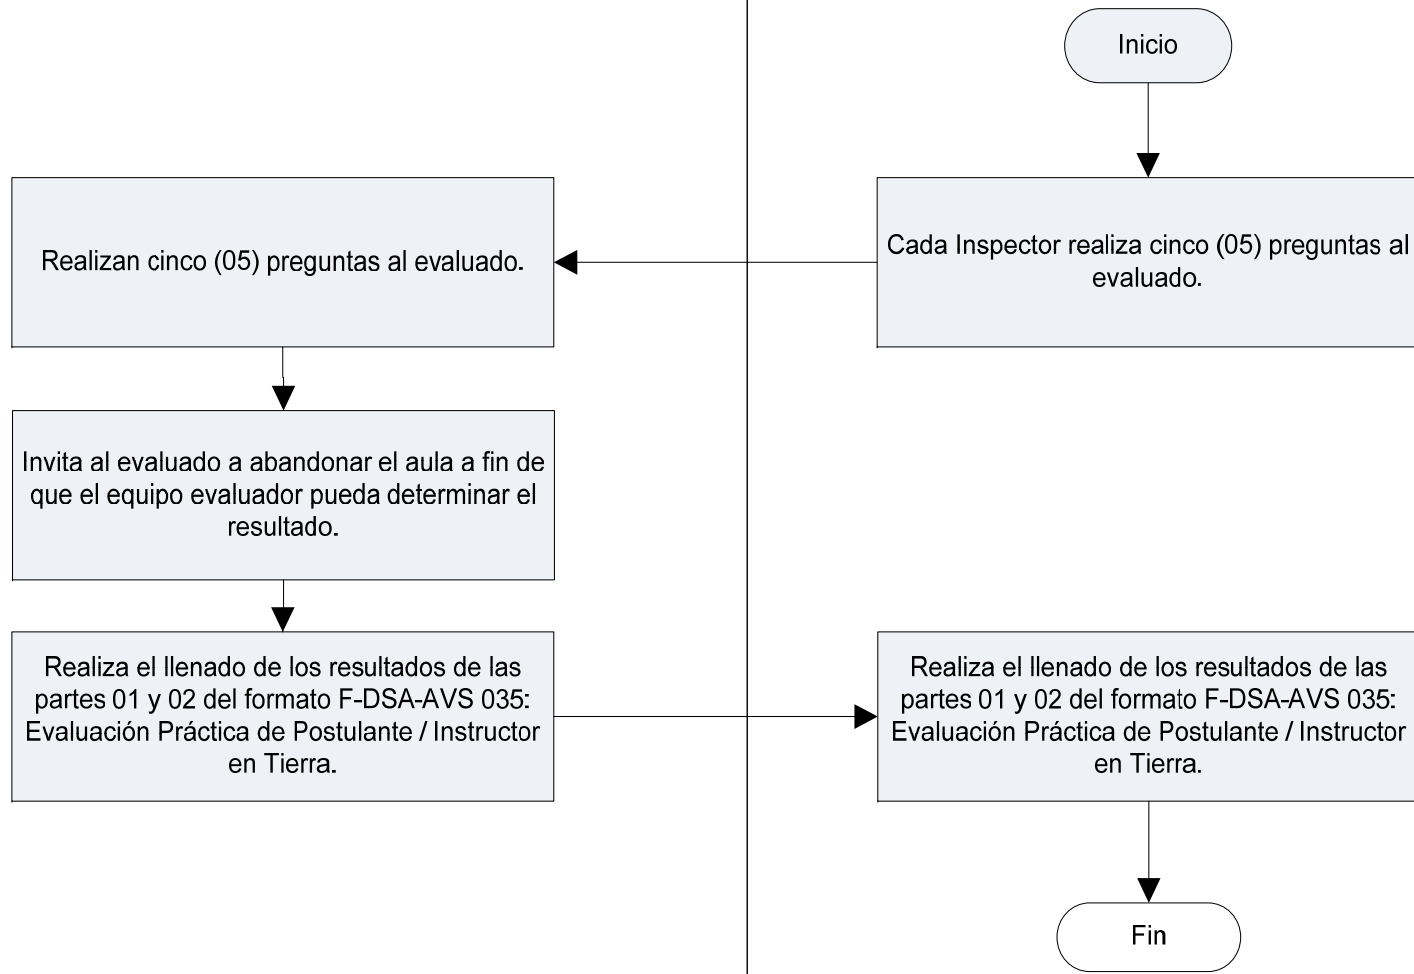 Inicio
Cada Inspector realiza cinco (05) preguntas al
evaluado.
Realizan cinco (05) preguntas al evaluado.
Invita al evaluado a abandonar el aula a fin de
que el equipo evaluador pueda determinar el
resultado.
Realiza el llenado de los resultados de las
partes 01 y 02 del formato F-DSA-AVS 035:
Evaluación Práctica de Postulante / Instructor
en Tierra.
Realiza el llenado de los resultados de las
partes 01 y 02 del formato F-DSA-AVS 035:
Evaluación Práctica de Postulante / Instructor
en Tierra.
Fin